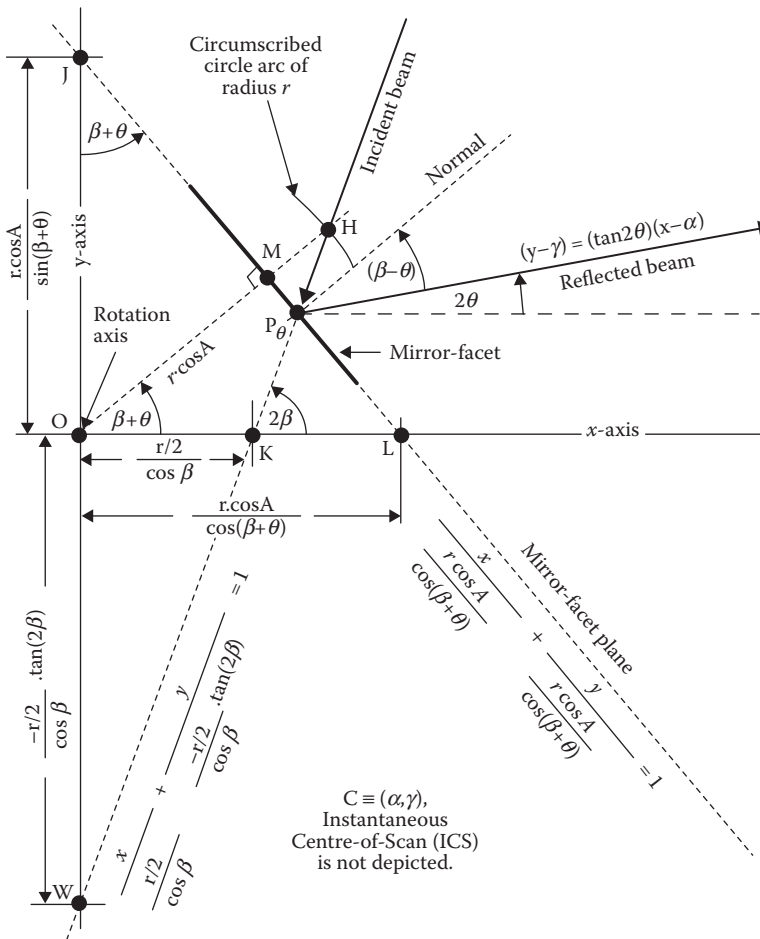 J
β+θ
r.cosA
sin(β+θ)
y-axis
Circumscribed
circle arc of
radius r
Incident beam
Normal
H
M
(β−θ)
(y−γ) = (tan2θ)(x−α)
Reflected beam
2θ
Pθ
Mirror-facet
Rotation
axis
r·cosA
O
β+θ
2β
x-axis
K
L
r/2
cos β
r.cosA
cos(β+θ)
−r/2
cos β
.tan(2β)
W
x
r/2
cos β
+
y
−r/2
cos β
.tan(2β)
= 1
x
r cos A
cos(β+θ)
+
y
r cos A
cos(β+θ)
= 1
Mirror-facet plane
C ≡ (α,γ),
Instantaneous
Centre-of-Scan (ICS)
is not depicted.